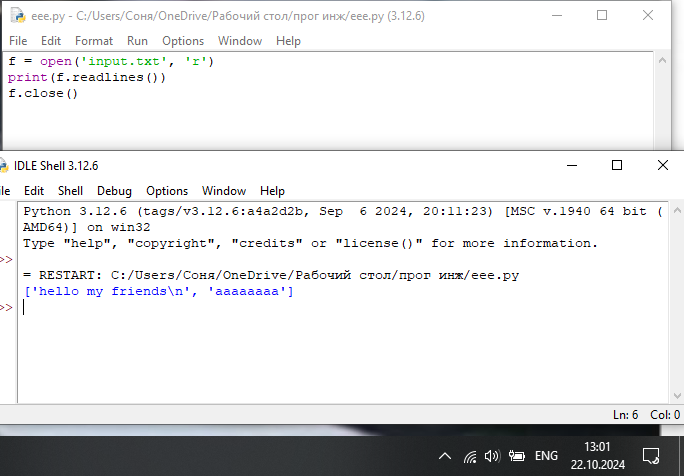 eee.py - C:/Users/Соня/OneDrive/Рабочий стол/прог инж/eee.py (3.12.6)
File Edit Format Run Options Window Help
f = open('input.txt', 'r')
print(f.readlines())
f.close()
IDLE Shell 3.12.6
ile Edit Shell Debug Options Window Help
Python 3.12.6 (tags/v3.12.6:a4a2d2b, Sep  6 2024, 20:11:23) [MSC v.1940 64 bit (
AMD64)] on win32
Type "help", "copyright", "credits" or "license()" for more information.
>>
= RESTART: C:/Users/Соня/OneDrive/Рабочий стол/прог инж/eee.py
['hello my friends\n', 'aaaaaaaa']
>>
Ln: 6 Col: 0
ENG
13:01
22.10.2024